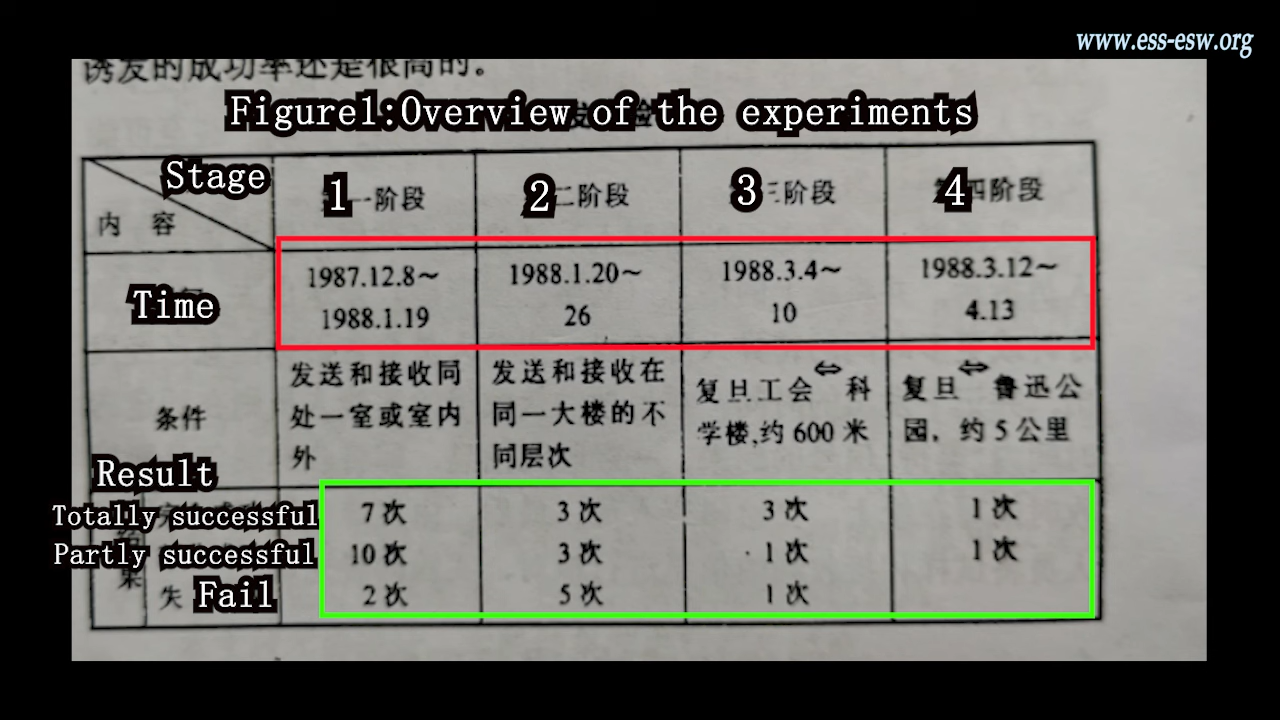 www.ess-esw.org
诱发的成功率还是很高的。
Figure1:Overview of the experiments
Stage
1 一阶段
2 二阶段
3 三阶段
4 四阶段
内 容
Time
1987.12.8~
1988.1.19
1988.1.20~
26
1988.3.4~
10
1988.3.12~
4.13
条件
发送和接收同
处一室或室内
外
发送和接收在
同一大楼的不
同层次
复旦工会⇔科
学楼,约 600 米
复旦⇔鲁迅公
园，约 5 公里
Result
Totally successful 7次 3次 3次 1次
Partly successful 10次 3次 1次 1次
果
失 Fail 2次 5次 1次